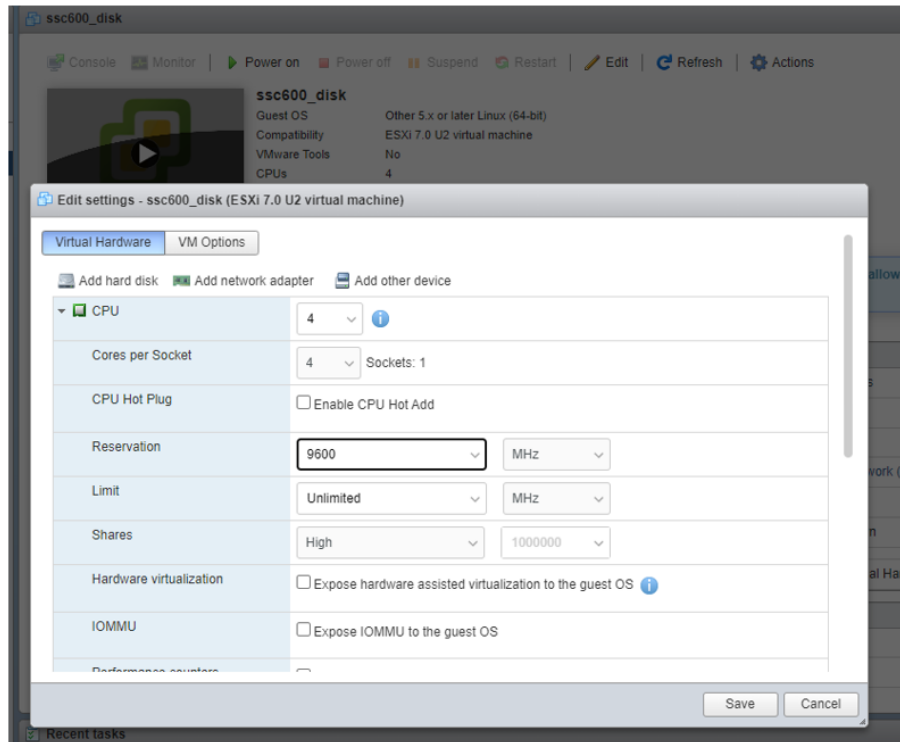 ssc600_disk
Console Monitor Power on Power off Suspend Restart Edit Refresh Actions
ssc600_disk
Guest OS Other 5.x or later Linux (64-bit)
Compatibility ESXi 7.0 U2 virtual machine
VMware Tools No
CPUs 4
Edit settings - ssc600_disk (ESXi 7.0 U2 virtual machine)
Virtual Hardware VM Options
Add hard disk Add network adapter Add other device
allow
CPU 4
Cores per Socket 4 Sockets: 1
CPU Hot Plug Enable CPU Hot Add
Reservation 9600 MHz
Limit Unlimited MHz
Shares High 1000000
Hardware virtualization Expose hardware assisted virtualization to the guest OS
al Ha
IOMMU Expose IOMMU to the guest OS
Performance counters
Save Cancel
Recent tasks